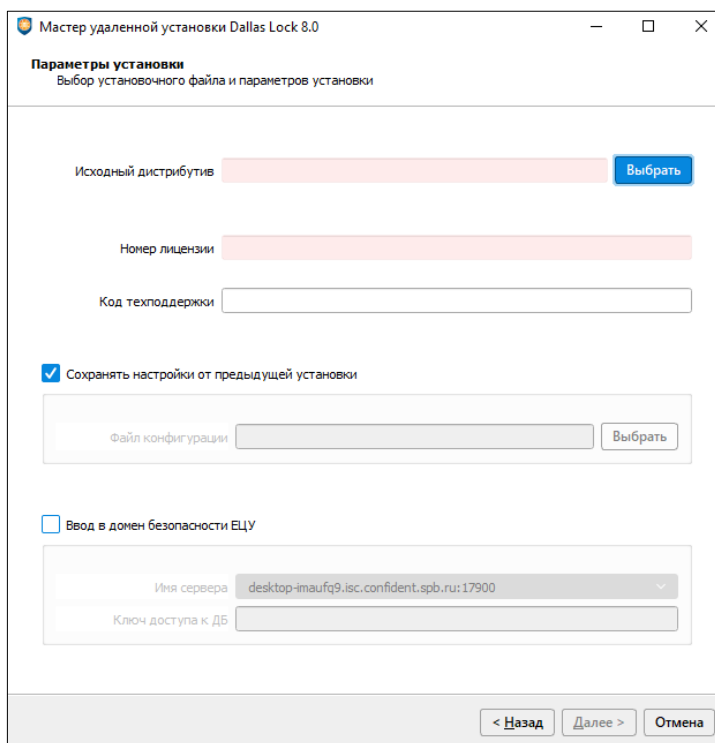 Мастер удаленной установки Dallas Lock 8.0
Параметры установки
Выбор установочного файла и параметров установки
Исходный дистрибутив
Выбрать
Номер лицензии
Код техподдержки
Сохранять настройки от предыдущей установки
Файл конфигурации
Выбрать
Ввод в домен безопасности ЕЦУ
Имя сервера
desktop-imaufq9.isc.confident.spb.ru:17900
Ключ доступа к ДБ
< Назад
Далее >
Отмена